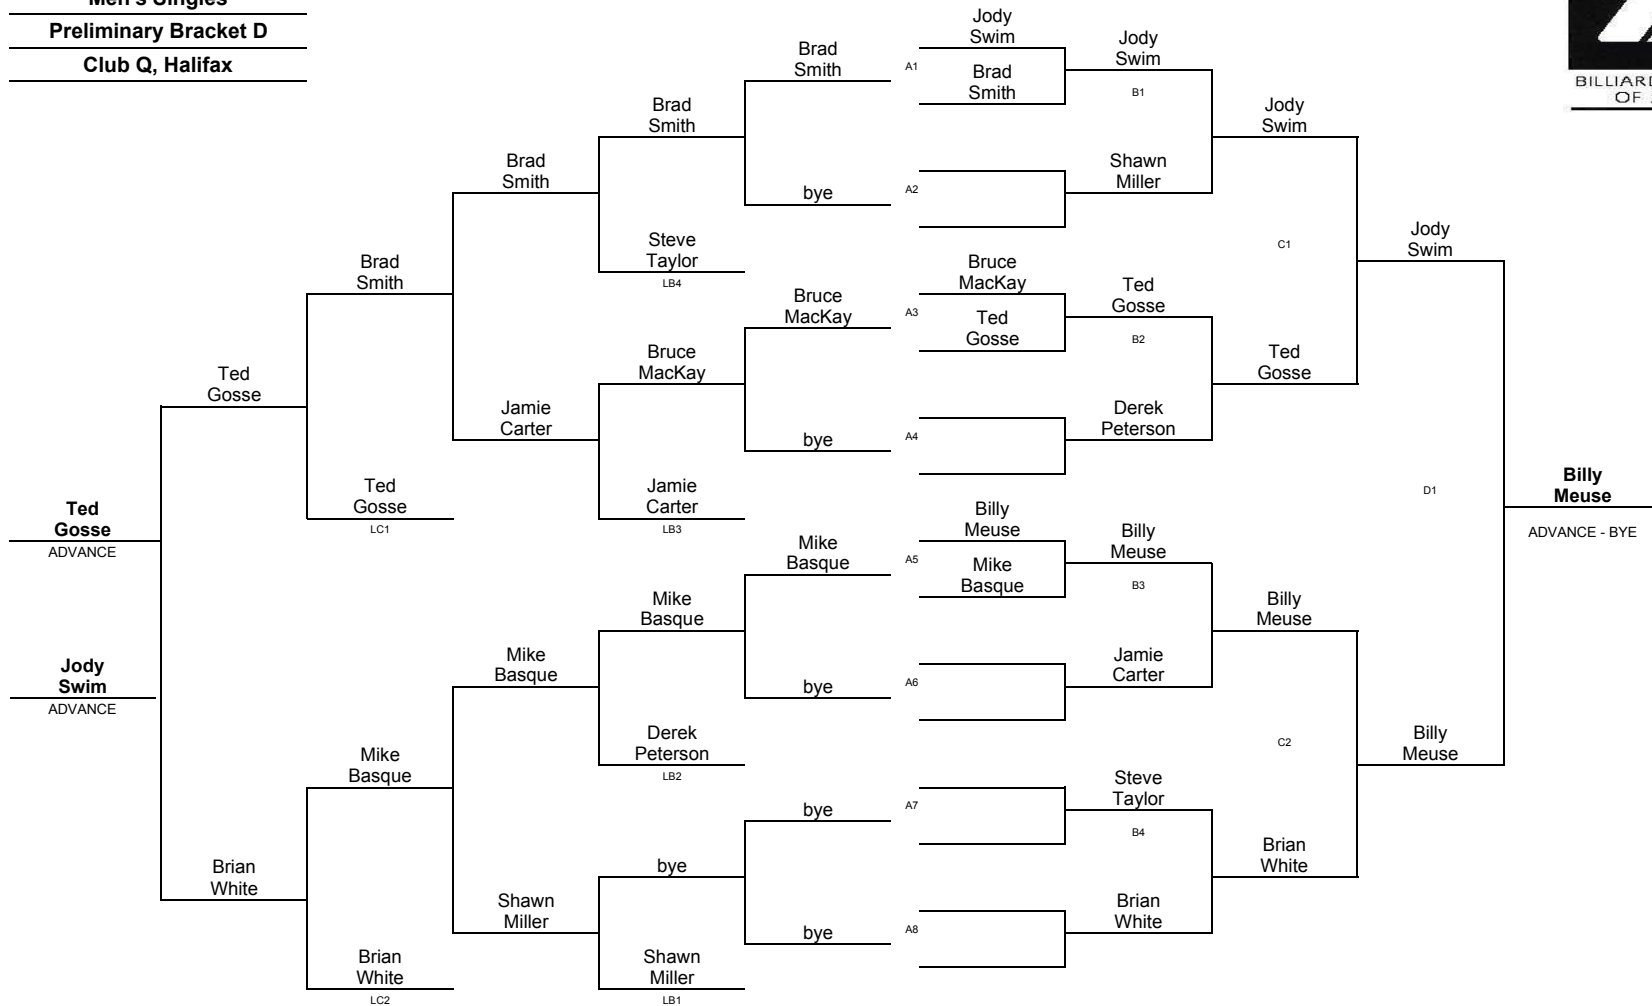 Men's Singles
Preliminary Bracket D
Club Q, Halifax
BILLIARD
OF
Jody
Swim
Brad
Smith
A1
Brad
Smith
Jody
Swim
B1
Brad
Smith
Jody
Swim
Brad
Smith
bye
A2
Shawn
Miller
Steve
Taylor
LB4
C1
Jody
Swim
Brad
Smith
Bruce
MacKay
A3
Bruce
MacKay
Ted
Gosse
Ted
Gosse
B2
Bruce
MacKay
Ted
Gosse
Ted
Gosse
Jamie
Carter
bye
A4
Derek
Peterson
Ted
Gosse
LC1
Jamie
Carter
LB3
D1
Billy
Meuse
ADVANCE - BYE
Ted
Gosse
ADVANCE
Mike
Basque
A5
Billy
Meuse
Mike
Basque
Billy
Meuse
B3
Mike
Basque
Billy
Meuse
Jody
Swim
ADVANCE
Mike
Basque
bye
A6
Jamie
Carter
Mike
Basque
Derek
Peterson
LB2
C2
Billy
Meuse
bye
A7
Steve
Taylor
B4
Brian
White
bye
Brian
White
Shawn
Miller
bye
A8
Brian
White
Brian
White
LC2
Shawn
Miller
LB1